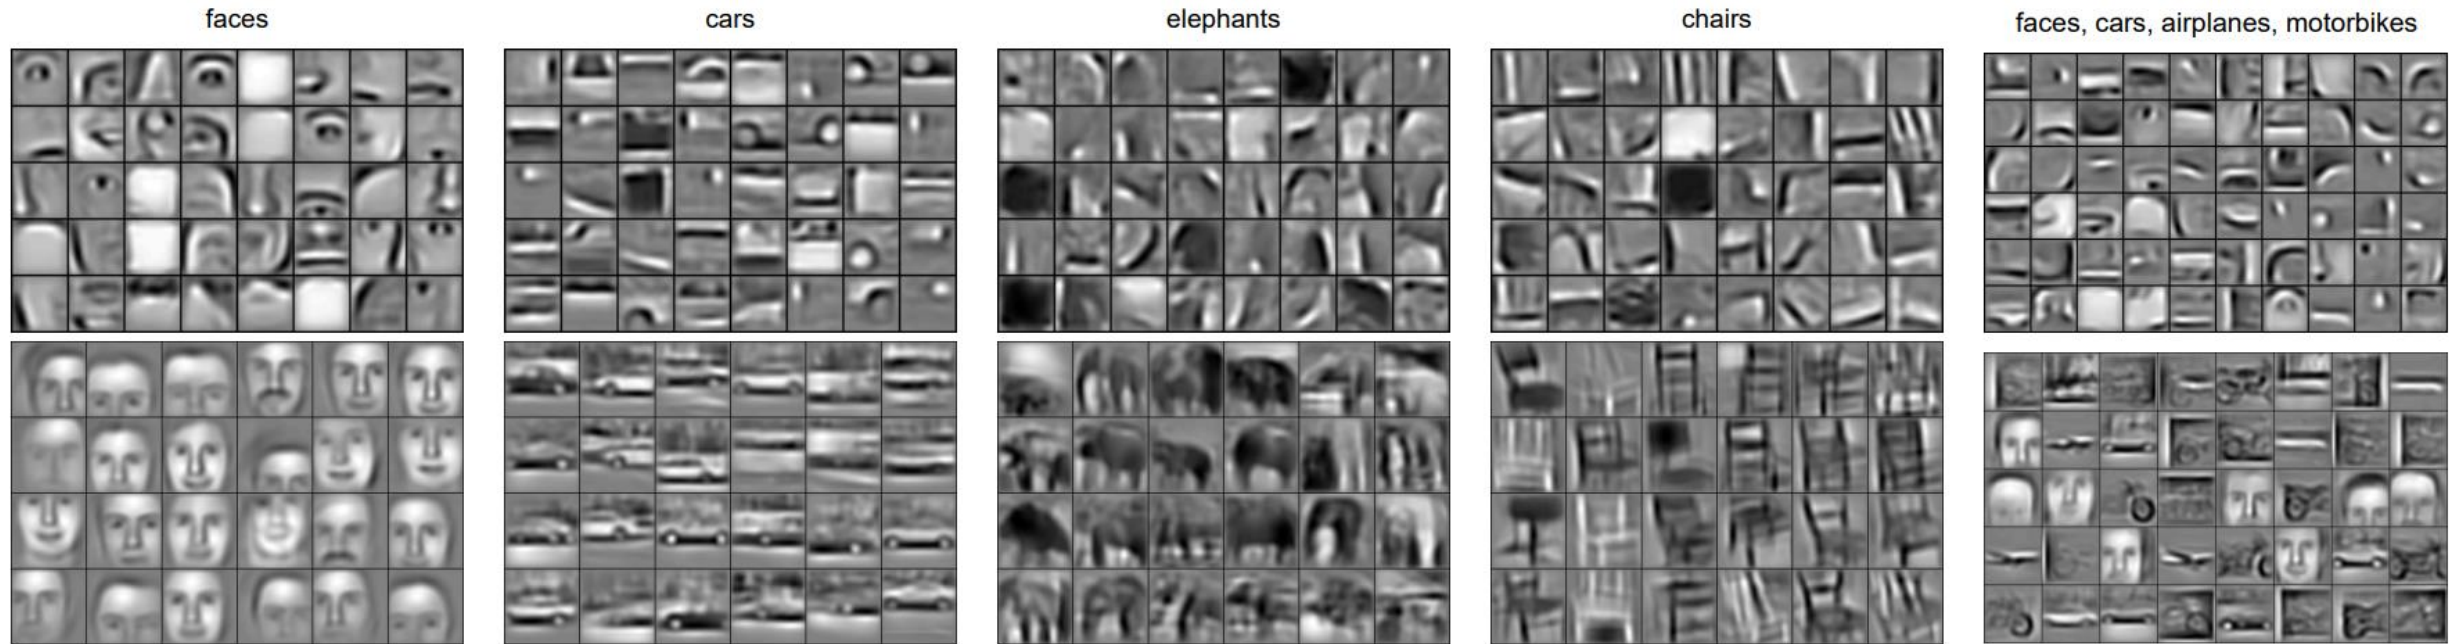 faces
cars
elephants
chairs
faces, cars, airplanes, motorbikes